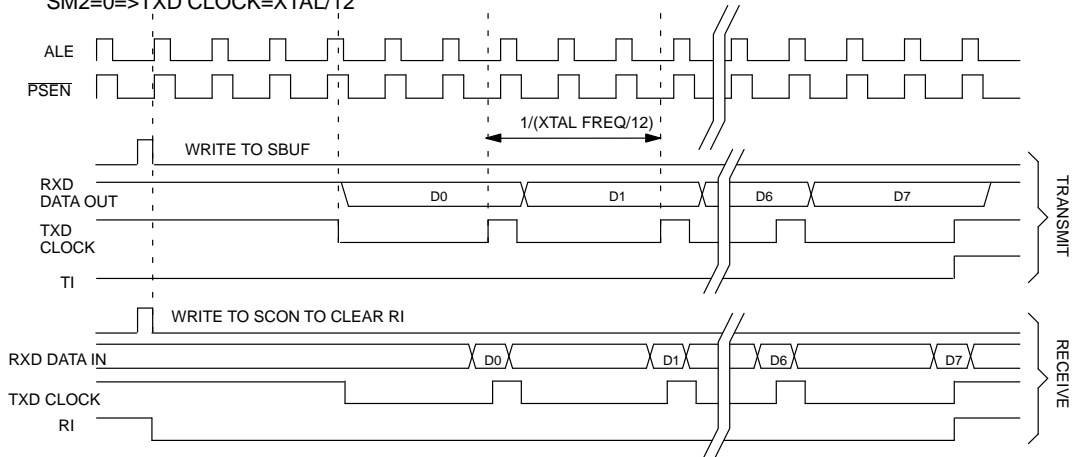 SM2=0=>TXD CLOCK=XTAL/12
ALE
PSEN
1/(XTAL FREQ/12)
WRITE TO SBUF
RXD
DATA OUT
D0
D1
D6
D7
TXD
CLOCK
TI
TRANSMIT
WRITE TO SCON TO CLEAR RI
RXD DATA IN
D0
D1
D6
D7
TXD CLOCK
RI
RECEIVE